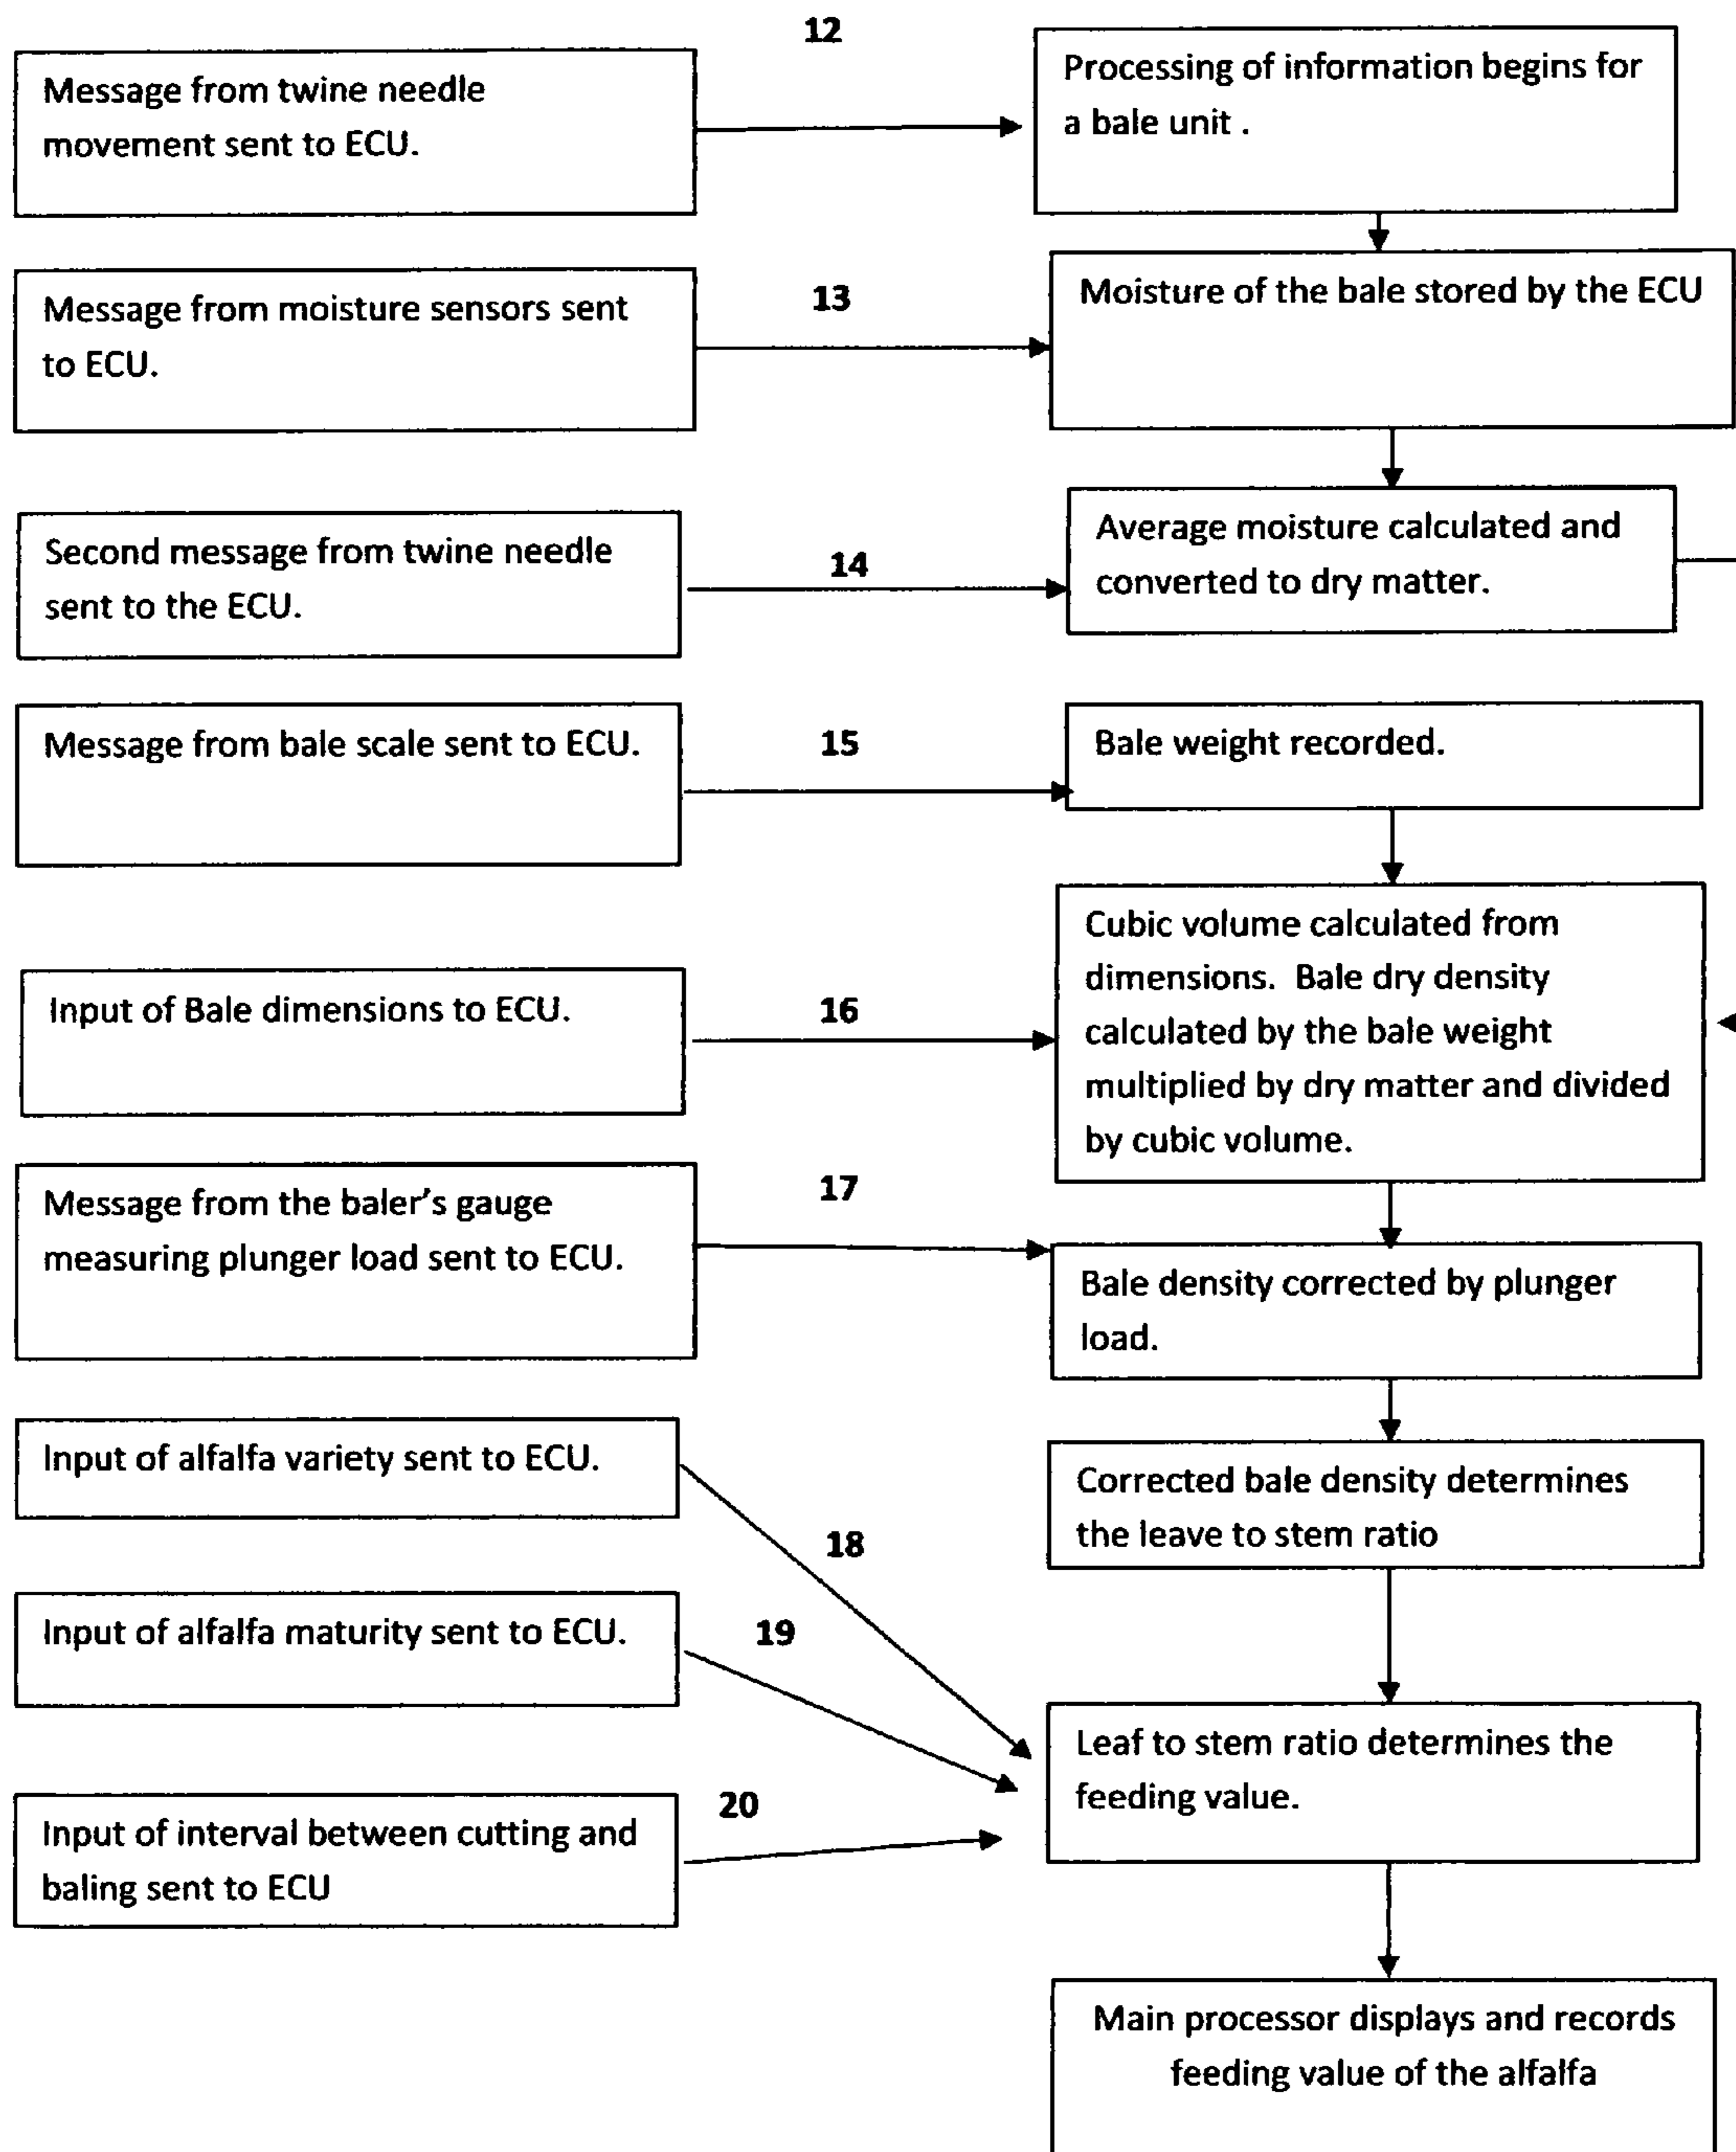 12
Message from twine needle
movement sent to ECU.
Processing of information begins for
a bale unit .
Message from moisture sensors sent
to ECU.
13
Moisture of the bale stored by the ECU
Second message from twine needle
sent to the ECU.
14
Average moisture calculated and
converted to dry matter.
Message from bale scale sent to ECU.
15
Bale weight recorded.
Input of Bale dimensions to ECU.
16
Cubic volume calculated from
dimensions. Bale dry density
calculated by the bale weight
multiplied by dry matter and divided
by cubic volume.
Message from the baler's gauge
measuring plunger load sent to ECU.
17
Bale density corrected by plunger
load.
Input of alfalfa variety sent to ECU.
18
Corrected bale density determines
the leave to stem ratio
Input of alfalfa maturity sent to ECU.
19
Leaf to stem ratio determines the
feeding value.
Input of interval between cutting and
baling sent to ECU
20
Main processor displays and records
feeding value of the alfalfa